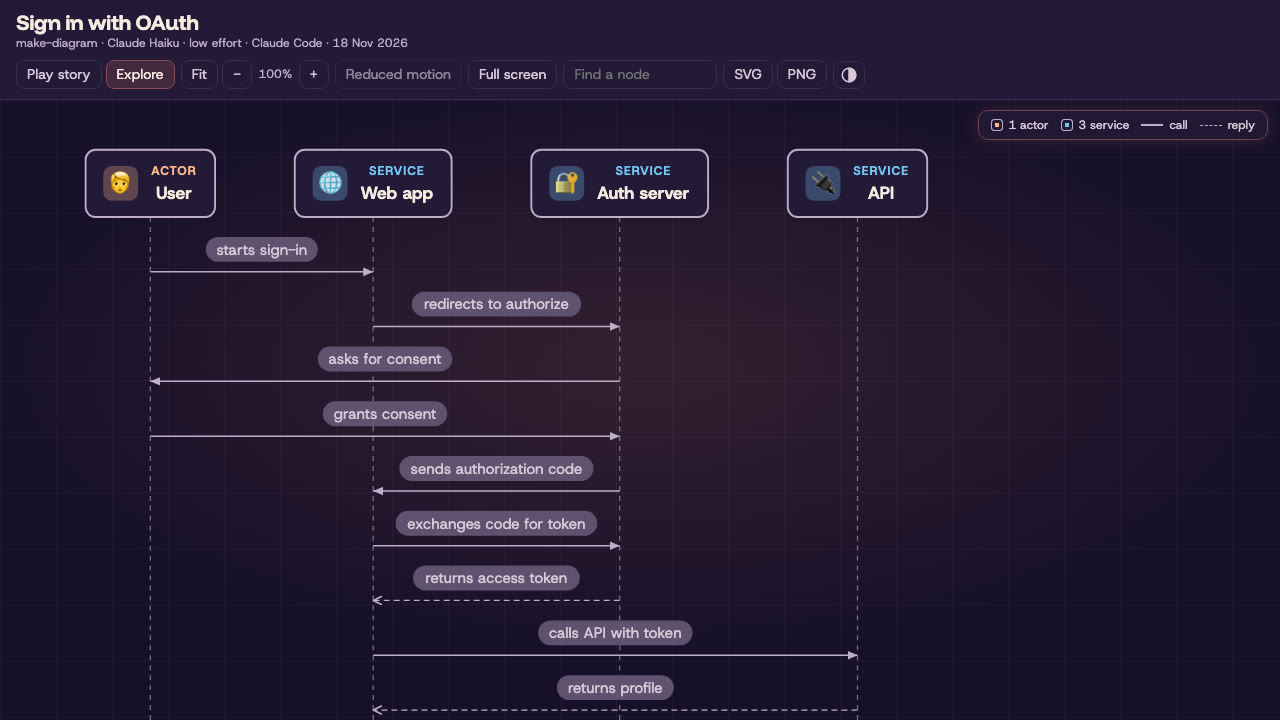 Sign in with OAuth
make-diagram · Claude Haiku · low effort · Claude Code · 18 Nov 2026
Play story
Explore
Fit
−
100%
+
Reduced motion
Full screen
Find a node
SVG
PNG
1 actor
3 service
call
reply
ACTOR
User
SERVICE
Web app
SERVICE
Auth server
SERVICE
API
starts sign-in
redirects to authorize
asks for consent
grants consent
sends authorization code
exchanges code for token
returns access token
calls API with token
returns profile